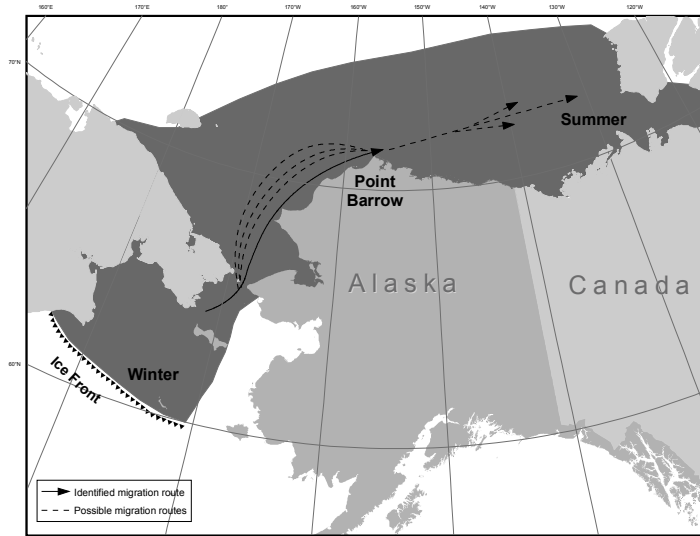 160°E
170°E
180°
170°W
160°W
150°W
140°W
130°W
120°W
70°N
Summer
Point
Barrow
Alaska
Canada
60°N
Winter
Ice Front
Identified migration route
Possible migration routes